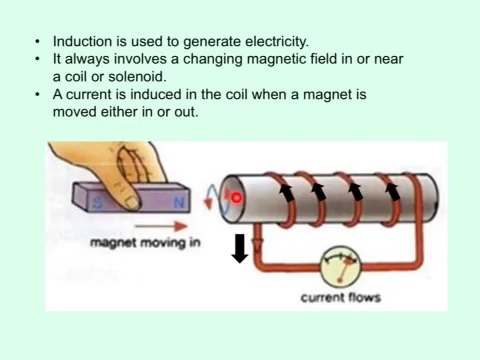 • Induction is used to generate electricity.
• It always involves a changing magnetic field in or near
a coil or solenoid.
• A current is induced in the coil when a magnet is
moved either in or out.
S N
magnet moving in
current flows